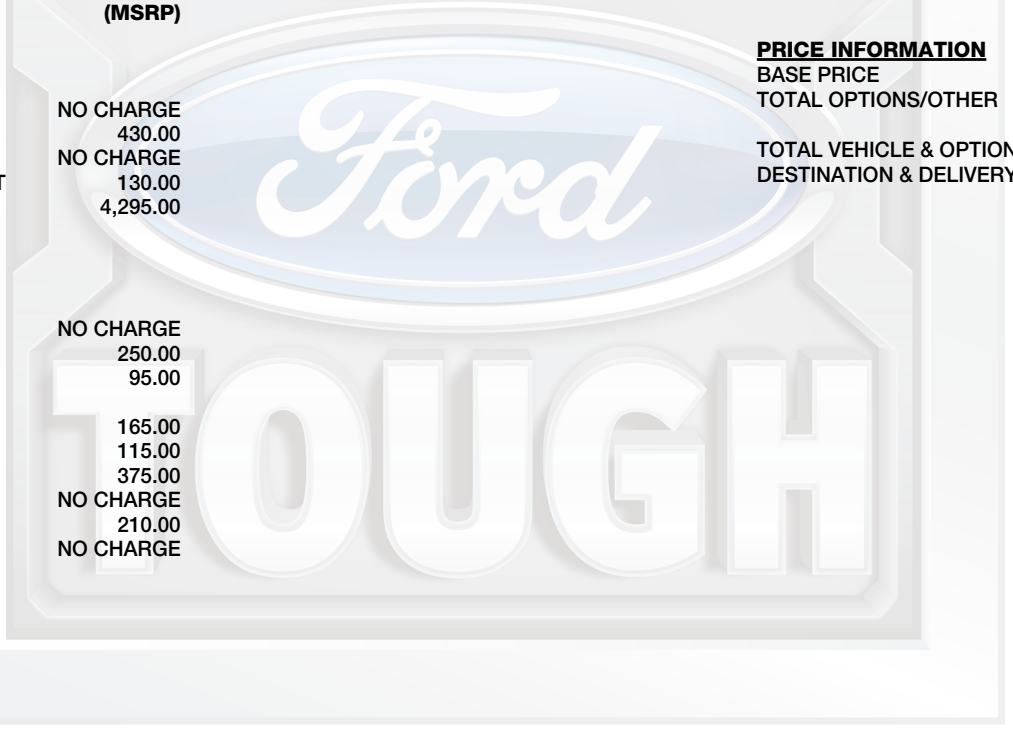 (MSRP)
NO CHARGE
430.00
NO CHARGE
T 130.00
4,295.00
NO CHARGE
250.00
95.00
165.00
115.00
375.00
NO CHARGE
210.00
NO CHARGE
PRICE INFORMATION
BASE PRICE
TOTAL OPTIONS/OTHER
TOTAL VEHICLE & OPTION
DESTINATION & DELIVERY
Ford
TOUGH